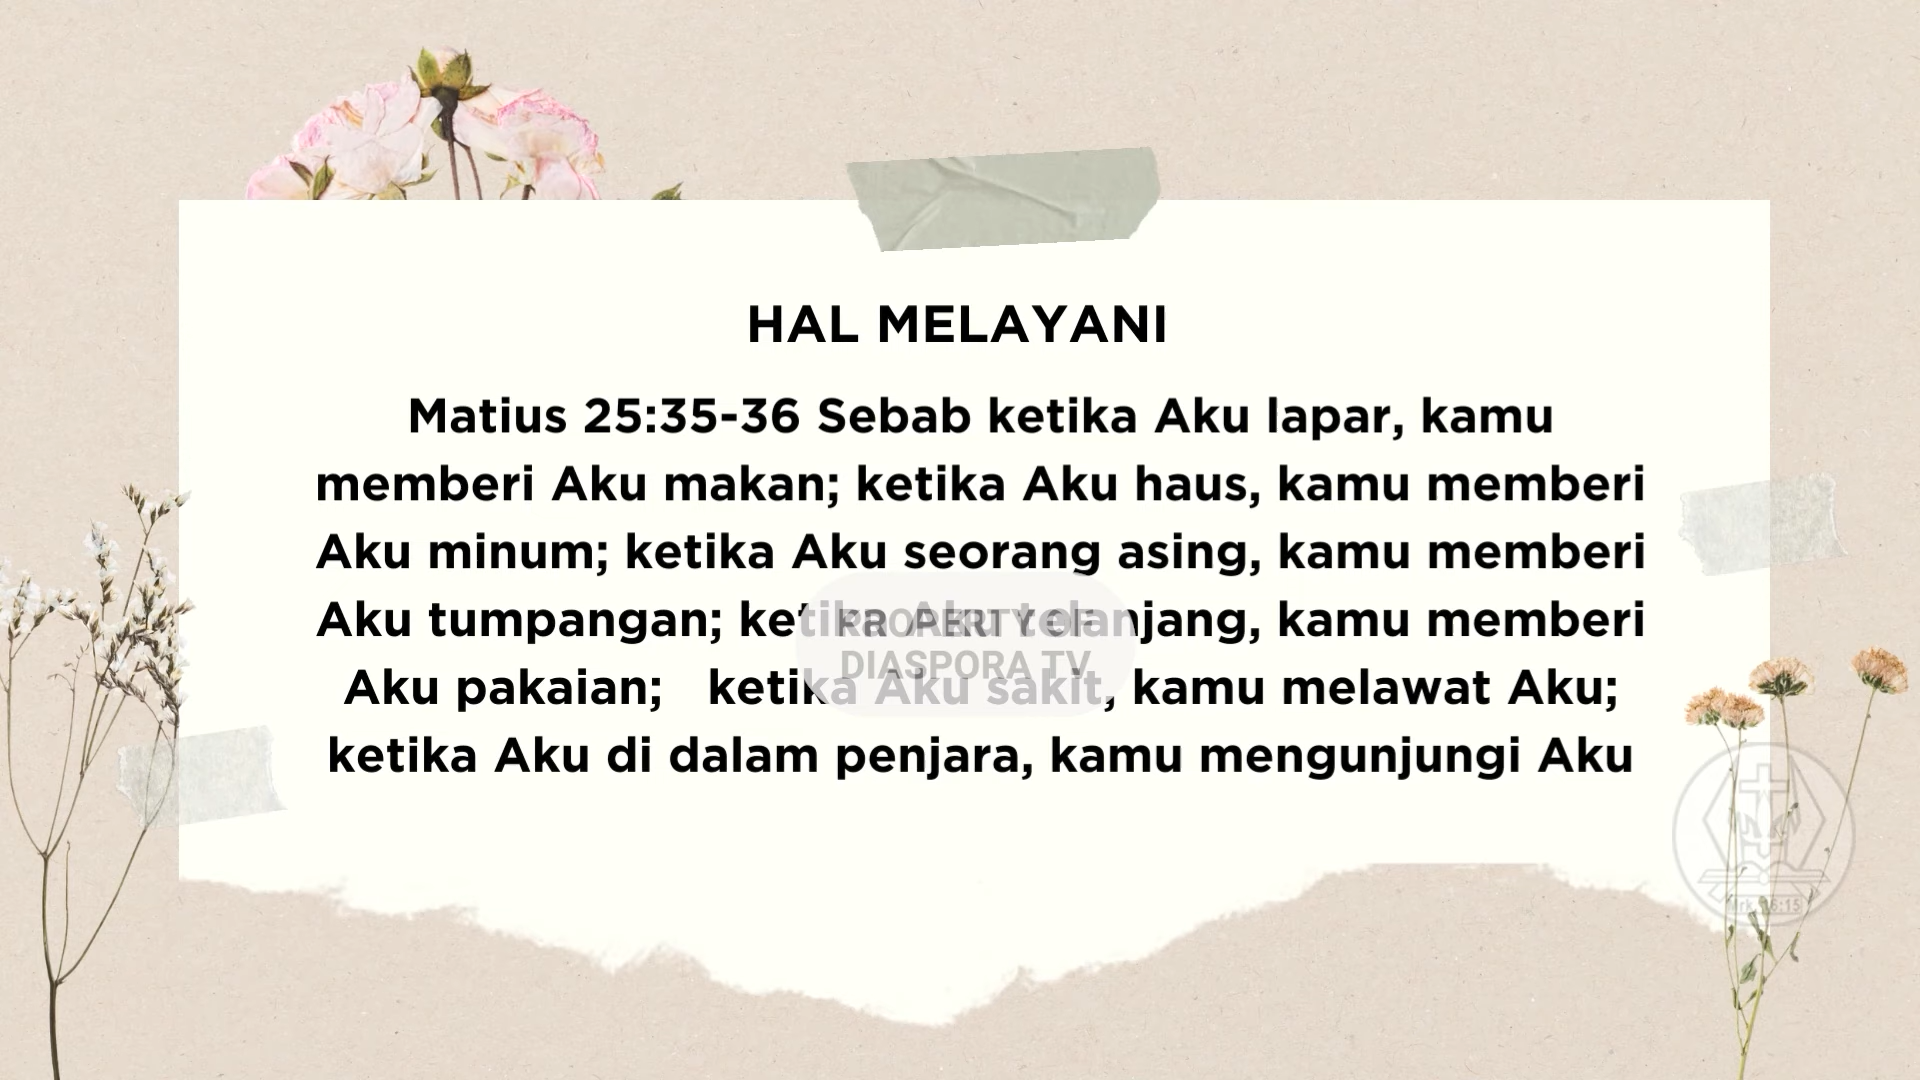 HAL MELAYANI
Matius 25:35-36 Sebab ketika Aku lapar, kamu
memberi Aku makan; ketika Aku haus, kamu memberi
Aku minum; ketika Aku seorang asing, kamu memberi
Aku tumpangan; ketika Aku telanjang, kamu memberi
Aku pakaian; ketika Aku sakit, kamu melawat Aku;
ketika Aku di dalam penjara, kamu mengunjungi Aku
PROPERTY OF
DIASPORA TV